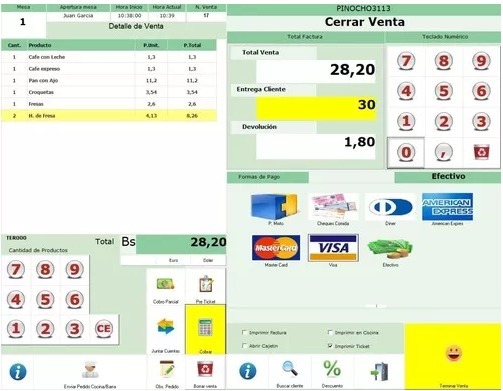 Mesa Apertura mesa Hora Inicio Hora Actual N. Venta
1 Juan Garcia 10:38:00 10:39 17
Detalle de Venta
Cant. Producto P.Unit. P.Total
1 Cafe con Leche 1,3 1,3
1 Cafe expreso 1,3 1,3
1 Pan con Ajo 11,2 11,2
1 Croquetas 3,54 3,54
1 Fresas 2,6 2,6
2 H. de Fresa 4,13 8,26
TER000 Total Bs 28,20
Cantidad de Productos
Euro Dolar
7 8 9
4 5 6
1 2 3 CE
0
Cobro Parcial Pre Ticket
Juntar Cuentas Cobrar
Enviar Pedido Cocina/Barra Obs. Pedido Borrar venta
PINOCHO3113
Cerrar Venta
Total Factura Teclado Numérico
Total Venta
28,20
Entrega Cliente
30
Devolución
1,80
7 8 9
4 5 6
1 2 3
0 ,
Formas de Pago Efectivo
Diners
AMERICAN EXPRESS
P. Mixto Cheques Comida Diner American Expres
MasterCard VISA
Master Card Visa Efectivo
Imprimir Factura Imprimir en Cocina
Abrir Cajetin Imprimir Ticket
Buscar cliente Descuento Terminar Venta